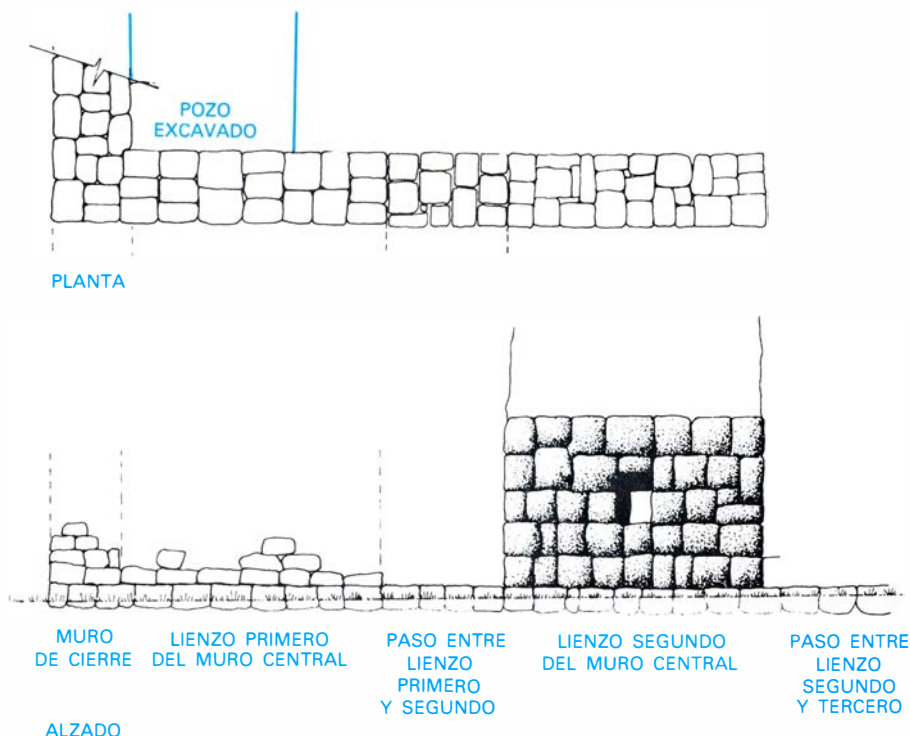 POZO
EXCAVADO
PLANTA
MURO
DE CIERRE
LIENZO PRIMERO
DEL MURO CENTRAL
PASO ENTRE
LIENZO
PRIMERO
Y SEGUNDO
LIENZO SEGUNDO
DEL MURO CENTRAL
PASO ENTRE
LIENZO
SEGUNDO
Y TERCERO
ALZADO